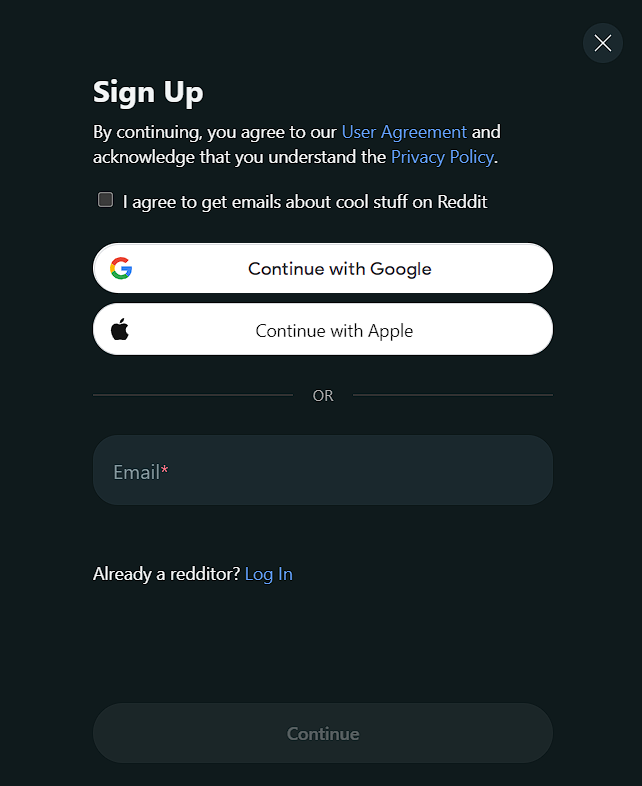 Sign Up
By continuing, you agree to our User Agreement and
acknowledge that you understand the Privacy Policy.
I agree to get emails about cool stuff on Reddit
Continue with Google
Continue with Apple
OR
Email*
Already a redditor? Log In
Continue